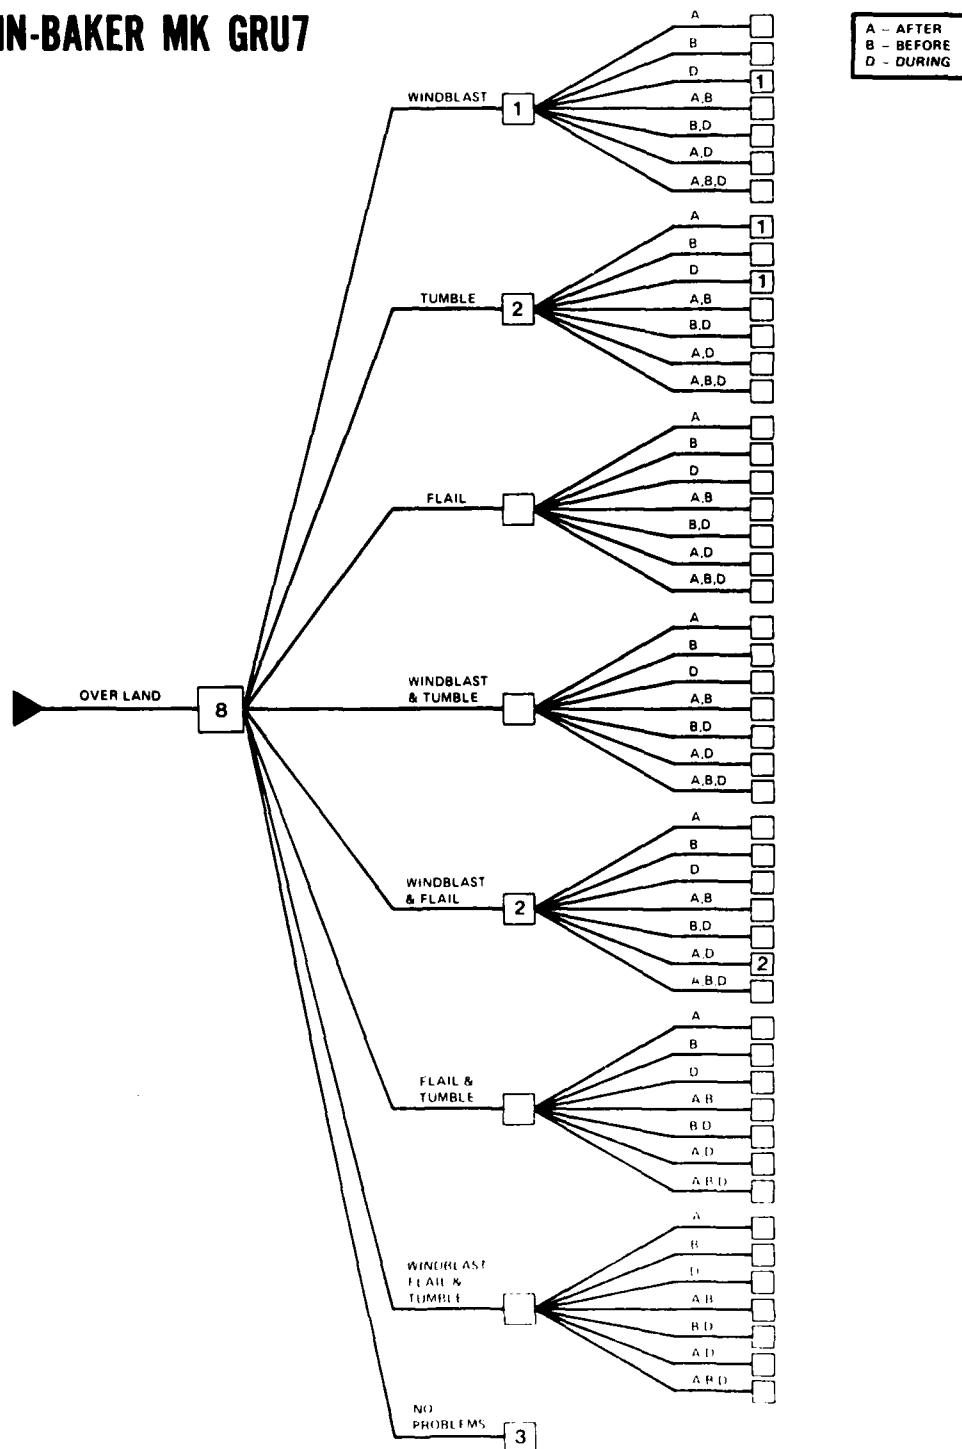 IN-BAKER MK GRU7
A – AFTER
B – BEFORE
D – DURING
WINDBLAST
1
A
B
D
1
A,B
B,D
A,D
A,B,D
TUMBLE
2
A
1
B
D
1
A,B
B,D
A,D
A,B,D
FLAIL
A
B
D
A,B
B,D
A,D
A,B,D
OVER LAND
8
WINDBLAST
& TUMBLE
A
B
D
A,B
B,D
A,D
A,B,D
WINDBLAST
& FLAIL
2
A
B
D
A,B
B,D
A,D
2
A,B,D
FLAIL &
TUMBLE
A
B
D
A B
B D
A,D
A B D
WINDBLAST
FLAIL &
TUMBLE
A
B
D
A B
B D
A D
A B D
NO
PROBLEMS
3